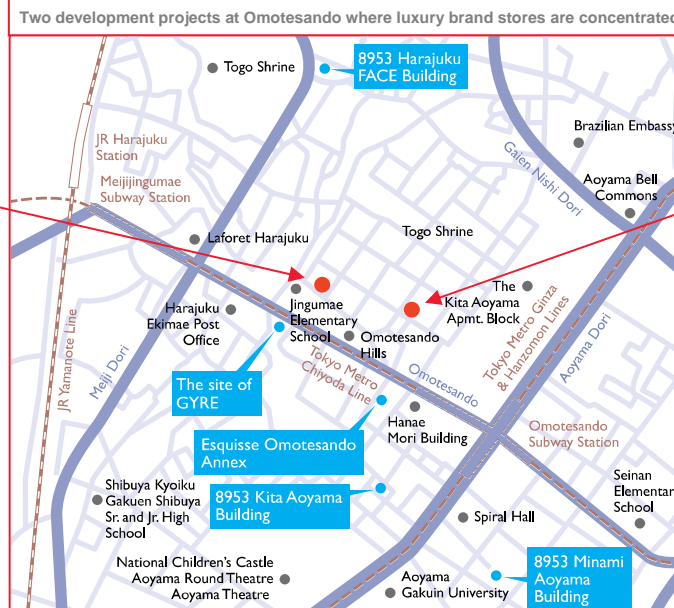 Two development projects at Omotesando where luxury brand stores are concentrated
8953 Harajuku
FACE Building
Togo Shrine
Brazilian Embassy
JR Harajuku
Station
Gaien Nishi Dori
Meijijingumae
Subway Station
Aoyama Bell
Commons
Togo Shrine
Laforet Harajuku
The
Kita Aoyama
Apmt. Block
Jingumae
Elementary
School
Harajuku
Ekimae Post
Office
Omotesando
Hills
Tokyo Metro Ginza
& Hanzomon Lines
Aoyama Dori
JR Yamanote Line
Meiji Dori
Tokyo Metro
Chiyoda Line
Omotesando
The site of
GYRE
Hanae
Mori Building
Omotesando
Subway Station
Esquisse Omotesando
Annex
Shibuya Kyoiku
Gakuen Shibuya
Sr. and Jr. High
School
8953 Kita Aoyama
Building
Seinan
Elementar
School
Spiral Hall
National Children's Castle
Aoyama Round Theatre
Aoyama Theatre
Aoyama
Gakuin University
8953 Minami
Aoyama
Building